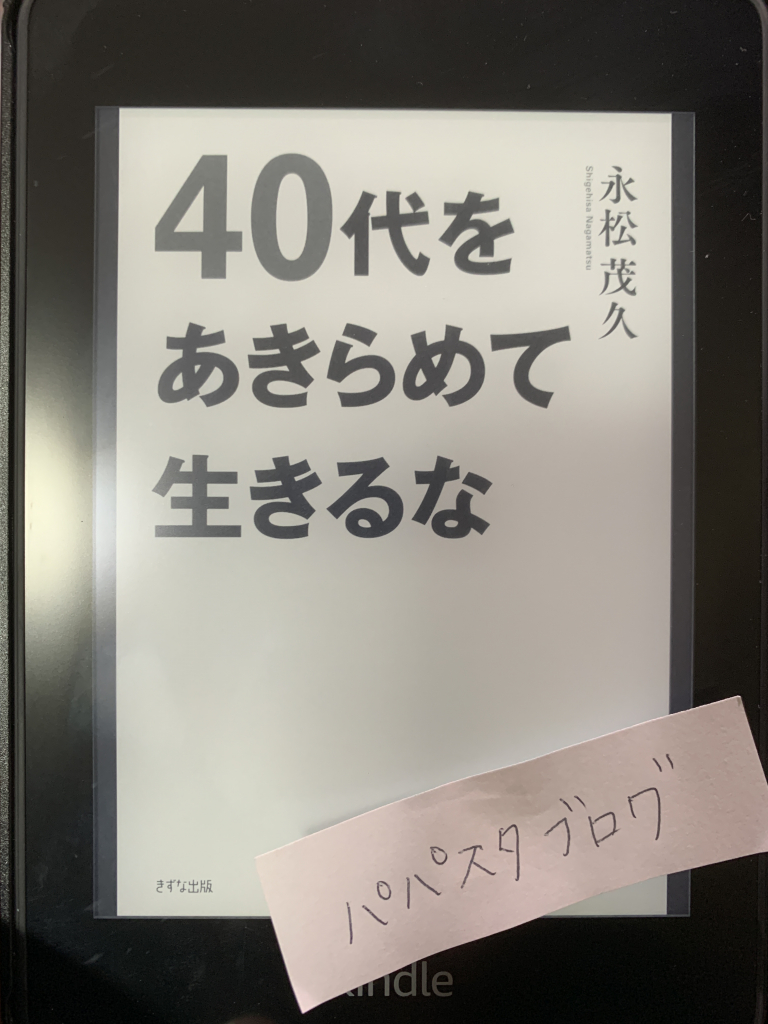 40代を
あきらめて
生きるな
永松茂久
Shigehisa Nagamatsu
きずな出版
パパスタブログ
kindle